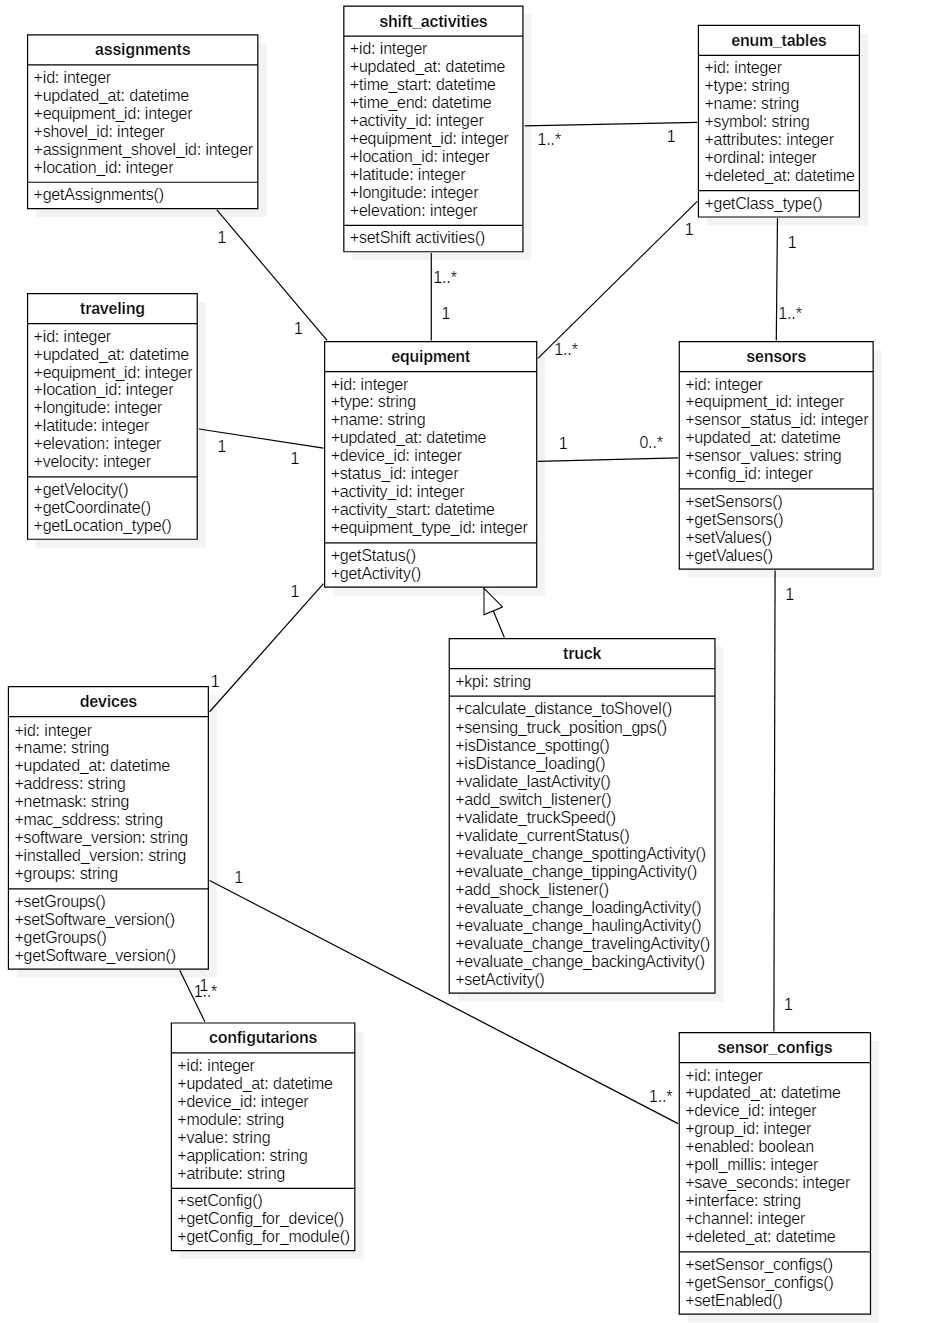 shift_activities
+id: integer
+updated_at: datetime
+time_start: datetime
+time_end: datetime
+activity_id: integer
+equipment_id: integer
+location_id: integer
+latitude: integer
+longitude: integer
+elevation: integer
+setShift activities()
assignments
+id: integer
+updated_at: datetime
+equipment_id: integer
+shovel_id: integer
+assignment_shovel_id: integer
+location_id: integer
+getAssignments()
enum_tables
+id: integer
+type: string
+name: string
+symbol: string
+attributes: integer
+ordinal: integer
+deleted_at: datetime
+getClass_type()
1..*
1
1
1
1..*
1
1
1..*
1
1..*
traveling
+id: integer
+updated_at: datetime
+equipment_id: integer
+location_id: integer
+longitude: integer
+latitude: integer
+elevation: integer
+velocity: integer
+getVelocity()
+getCoordinate()
+getLocation_type()
1
1
equipment
+id: integer
+type: string
+name: string
+updated_at: datetime
+device_id: integer
+status_id: integer
+activity_id: integer
+activity_start: datetime
+equipment_type_id: integer
+getStatus()
+getActivity()
1
0..*
sensors
+id: integer
+equipment_id: integer
+sensor_status_id: integer
+updated_at: datetime
+sensor_values: string
+config_id: integer
+setSensors()
+getSensors()
+setValues()
+getValues()
1
1
1
1
devices
+id: integer
+name: string
+updated_at: datetime
+address: string
+netmask: string
+mac_sddress: string
+software_version: string
+installed_version: string
+groups: string
+setGroups()
+setSoftware_version()
+getGroups()
+getSoftware_version()
truck
+kpi: string
+calculate_distance_toShovel()
+sensing_truck_position_gps()
+isDistance_spotting()
+isDistance_loading()
+validate_lastActivity()
+add_switch_listener()
+validate_truckSpeed()
+validate_currentStatus()
+evaluate_change_spottingActivity()
+evaluate_change_tippingActivity()
+add_shock_listener()
+evaluate_change_loadingActivity()
+evaluate_change_haulingActivity()
+evaluate_change_travelingActivity()
+evaluate_change_backingActivity()
+setActivity()
1
1..*
1
1..*
configutarions
+id: integer
+updated_at: datetime
+device_id: integer
+module: string
+value: string
+application: string
+atribute: string
+setConfig()
+getConfig_for_device()
+getConfig_for_module()
sensor_configs
+id: integer
+updated_at: datetime
+device_id: integer
+group_id: integer
+enabled: boolean
+poll_millis: integer
+save_seconds: integer
+interface: string
+channel: integer
+deleted_at: datetime
+setSensor_configs()
+getSensor_configs()
+setEnabled()